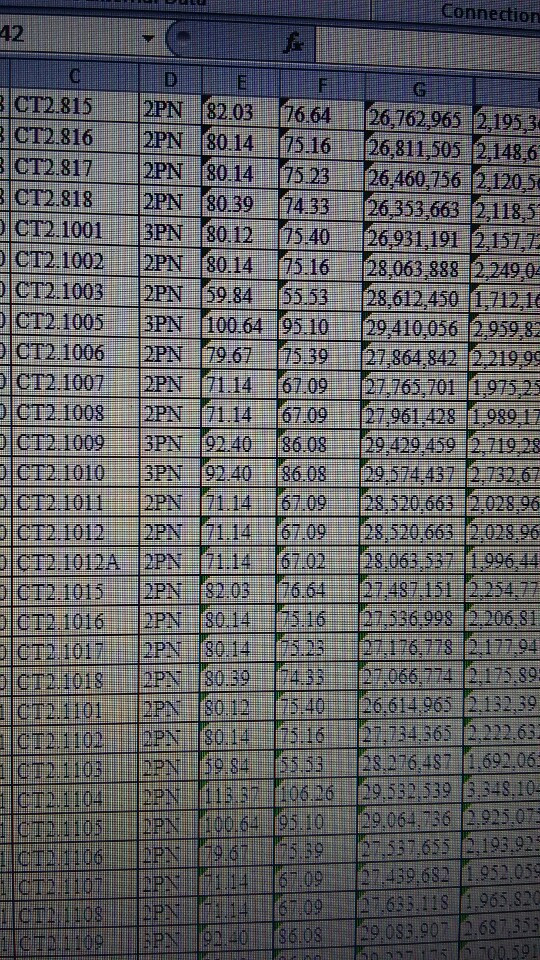 Connection
42 fx
C D E F G
CT2.815 2PN 82.03 76.64 26,762,965 2,195,3
CT2.816 2PN 80.14 75.16 26,811,505 2,148,6
CT2.817 2PN 80.14 75.23 26,460,756 2,120,5
CT2.818 2PN 80.39 74.33 26,353,663 2,118,5
CT2.1001 3PN 80.12 75.40 26,931,191 2,157,7
CT2.1002 2PN 80.14 75.16 28,063,888 2,249,0
CT2.1003 2PN 59.84 55.53 28,612,450 1,712,16
CT2.1005 3PN 100.64 95.10 29,410,056 2,959,82
CT2.1006 2PN 79.67 75.39 27,864,842 2,219,99
CT2.1007 2PN 71.14 67.09 27,765,701 1,975,25
CT2.1008 2PN 71.14 67.09 27,961,428 1,989,17
CT2.1009 3PN 92.40 86.08 29,429,459 2,719,28
CT2.1010 3PN 92.40 86.08 29,574,437 2,732,67
CT2.1011 2PN 71.14 67.09 28,520,663 2,028,96
CT2.1012 2PN 71.14 67.09 28,520,663 2,028,96
CT2.1012A 2PN 71.14 67.02 28,063,537 1,996,44
CT2.1015 2PN 82.03 76.64 27,487,151 2,254,77
CT2.1016 2PN 80.14 75.16 27,536,998 2,206,81
CT2.1017 2PN 80.14 75.23 27,176,778 2,177,94
CT2.1018 2PN 80.39 74.33 27,066,774 2,175,89
CT2.1101 2PN 80.12 75.40 26,614,965 2,132,39
CT2.1102 2PN 80.14 75.16 27,734,365 2,222,63
CT2.1103 2PN 59.84 55.53 28,276,487 1,692,06
CT2.1104 2PN 113.37 106.26 29,532,539 3,348,104
CT2.1105 2PN 100.64 95.10 29,064,736 2,925,07
CT2.1106 2PN 79.67 75.39 27,537,655 2,193,925
CT2.1107 2PN 71.14 67.09 27,439,682 1,952,059
CT2.1108 2PN 71.14 67.09 27,633,118 1,965,820
CT2.1109 3PN 92.40 86.08 29,083,907 2,687,353